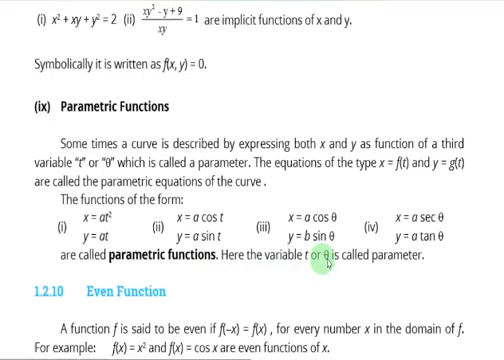 (i) x² + xy + y² = 2 (ii) (xy² - y + 9)/xy = 1 are implicit functions of x and y.
Symbolically it is written as f(x, y) = 0.
(ix) Parametric Functions
Some times a curve is described by expressing both x and y as function of a third
variable “t” or “θ” which is called a parameter. The equations of the type x = f(t) and y = g(t)
are called the parametric equations of the curve .
The functions of the form:
(i) x = at² y = at (ii) x = a cos t y = a sin t (iii) x = a cos θ y = b sin θ (iv) x = a sec θ y = a tan θ
are called parametric functions. Here the variable t or θ is called parameter.
1.2.10 Even Function
A function f is said to be even if f(–x) = f(x), for every number x in the domain of f.
For example: f(x) = x² and f(x) = cos x are even functions of x.